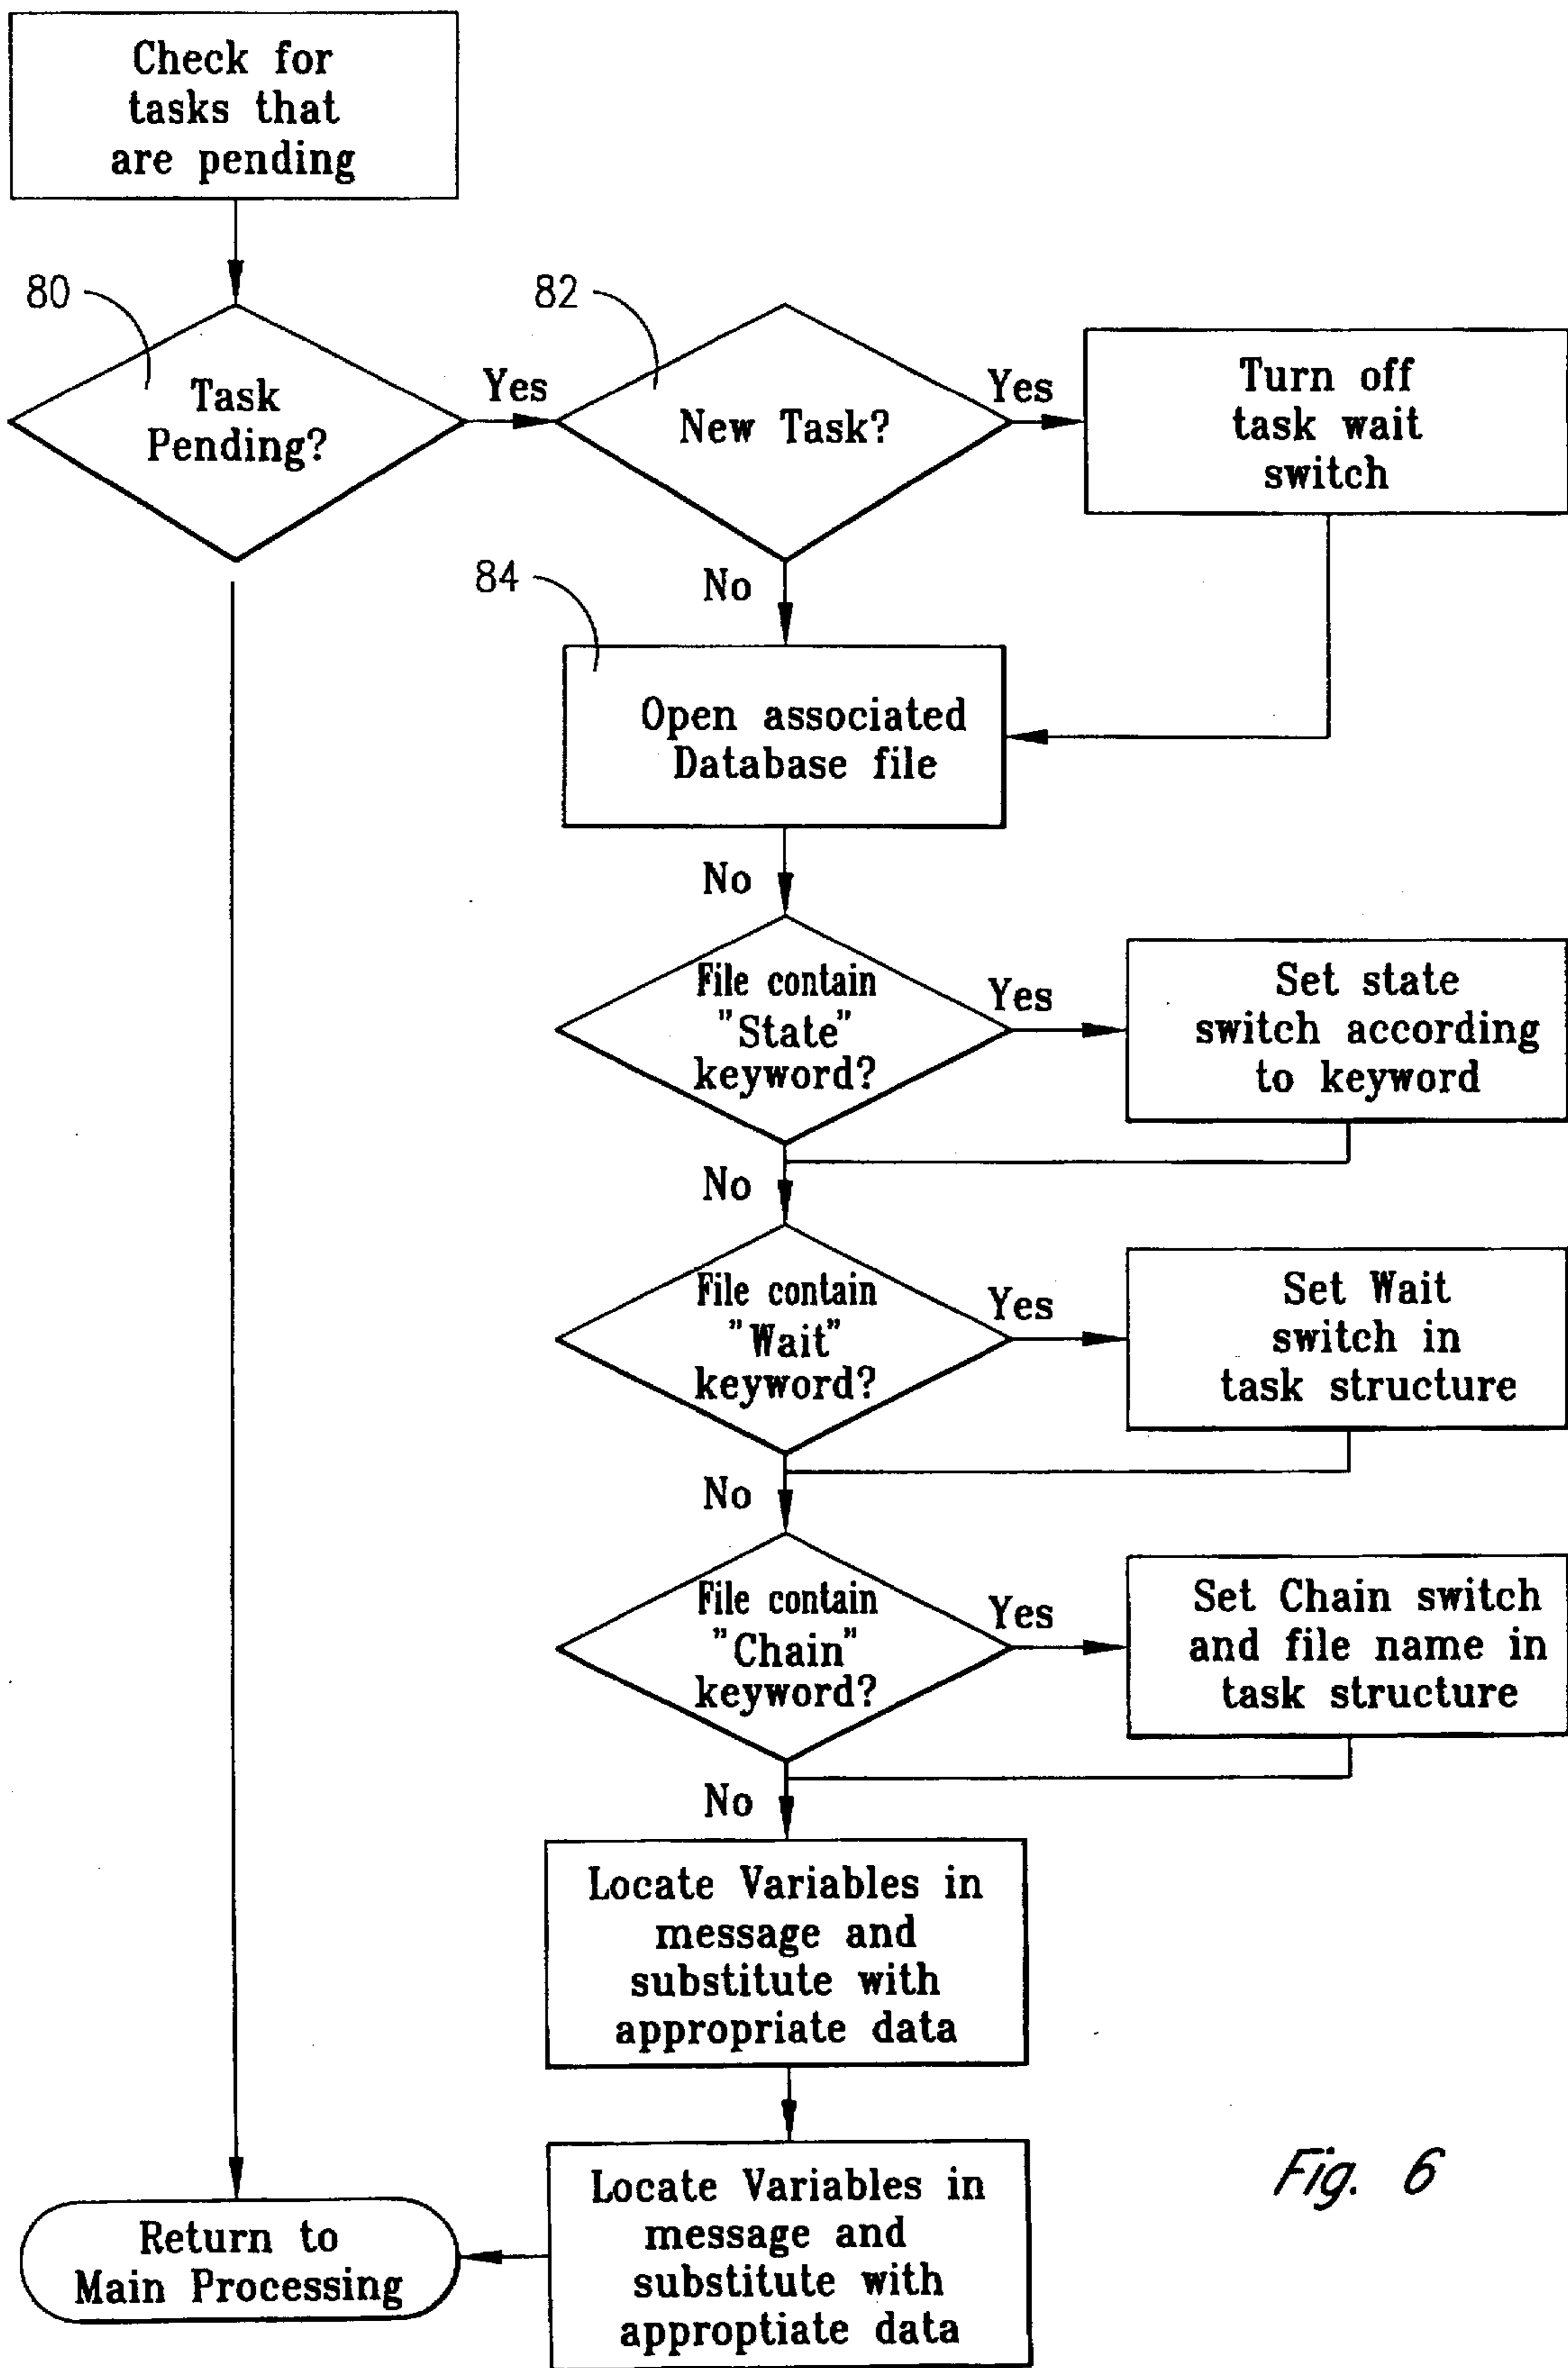 Check for
tasks that
are pending
80
Task
Pending?
Yes
82
New Task?
Yes
Turn off
task wait
switch
No
84
Open associated
Database file
No
File contain
"State"
keyword?
Yes
Set state
switch according
to keyword
No
File contain
"Wait"
keyword?
Yes
Set Wait
switch in
task structure
No
File contain
"Chain"
keyword?
Yes
Set Chain switch
and file name in
task structure
No
Locate Variables in
message and
substitute with
appropriate data
Locate Variables in
message and
substitute with
approptiate data
Return to
Main Processing
Fig. 6